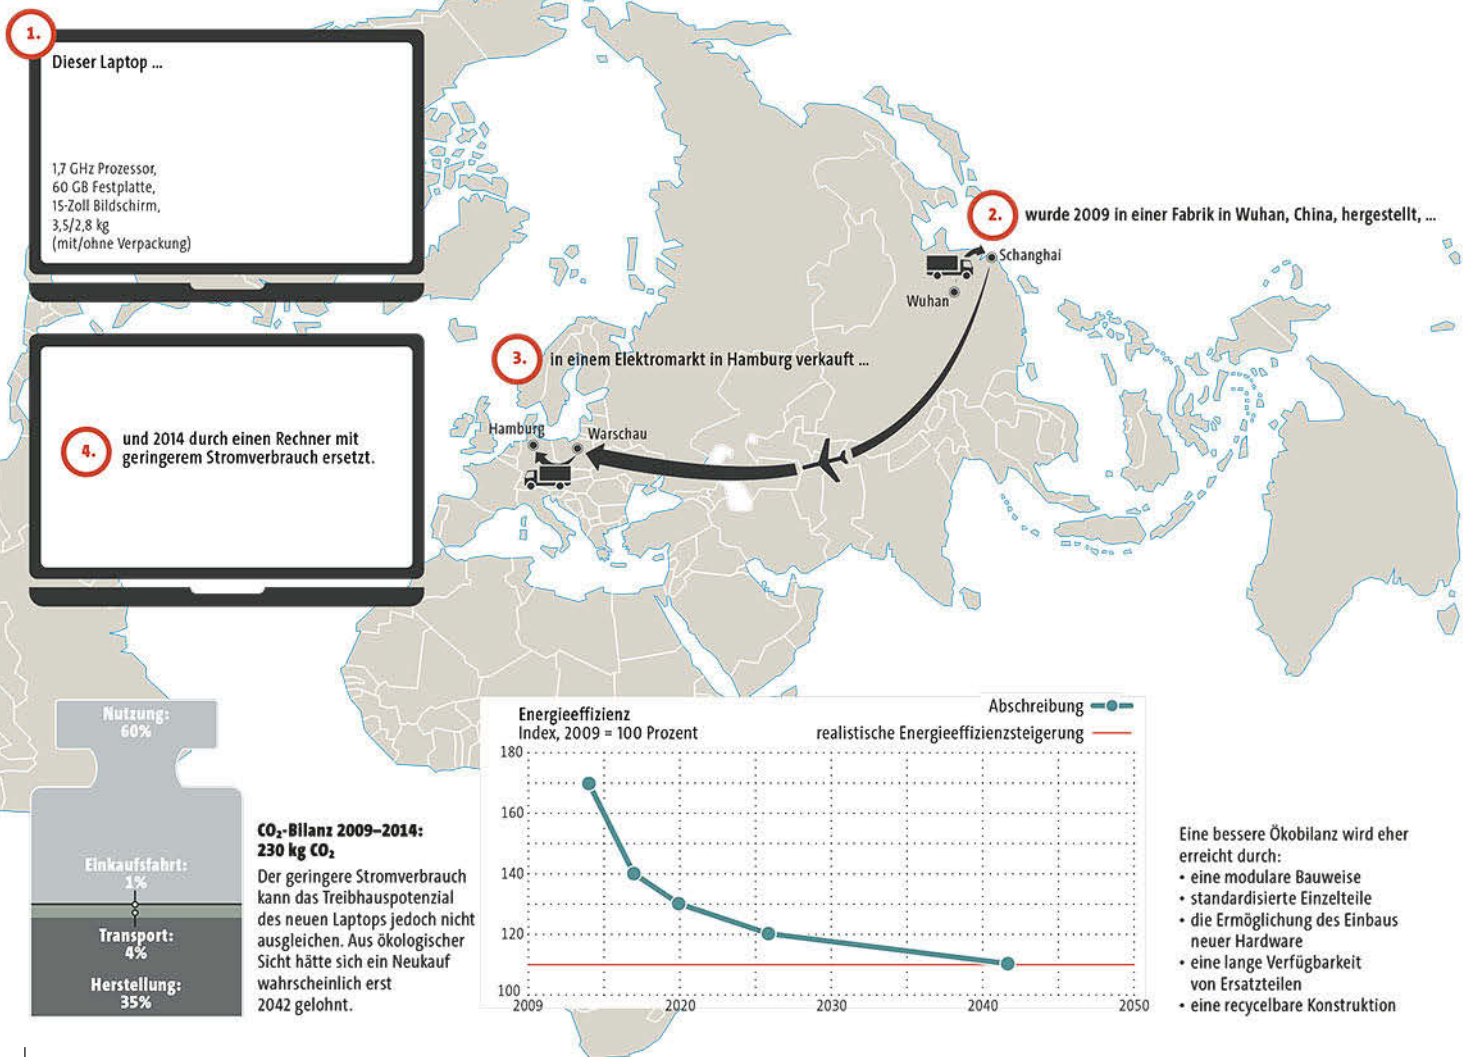 1.
Dieser Laptop ...
1,7 GHz Prozessor,
60 GB Festplatte,
15-Zoll Bildschirm,
3,5/2,8 kg
(mit/ohne Verpackung)
2.
wurde 2009 in einer Fabrik in Wuhan, China, hergestellt, ...
Schanghai
Wuhan
3.
in einem Elektromarkt in Hamburg verkauft ...
Hamburg
Warschau
4.
und 2014 durch einen Rechner mit
geringerem Stromverbrauch ersetzt.
Nutzung:
60%
Einkaufsfahrt:
1%
Transport:
4%
Herstellung:
35%
CO₂-Bilanz 2009–2014:
230 kg CO₂
Der geringere Stromverbrauch
kann das Treibhauspotenzial
des neuen Laptops jedoch nicht
ausgleichen. Aus ökologischer
Sicht hätte sich ein Neukauf
wahrscheinlich erst
2042 gelohnt.
Energieeffizienz
Index, 2009 = 100 Prozent
Abschreibung
realistische Energieeffizienzsteigerung
180
160
140
120
100
2009
2020
2030
2040
2050
Eine bessere Ökobilanz wird eher
erreicht durch:
• eine modulare Bauweise
• standardisierte Einzelteile
• die Ermöglichung des Einbaus
neuer Hardware
• eine lange Verfügbarkeit
von Ersatzteilen
• eine recycelbare Konstruktion